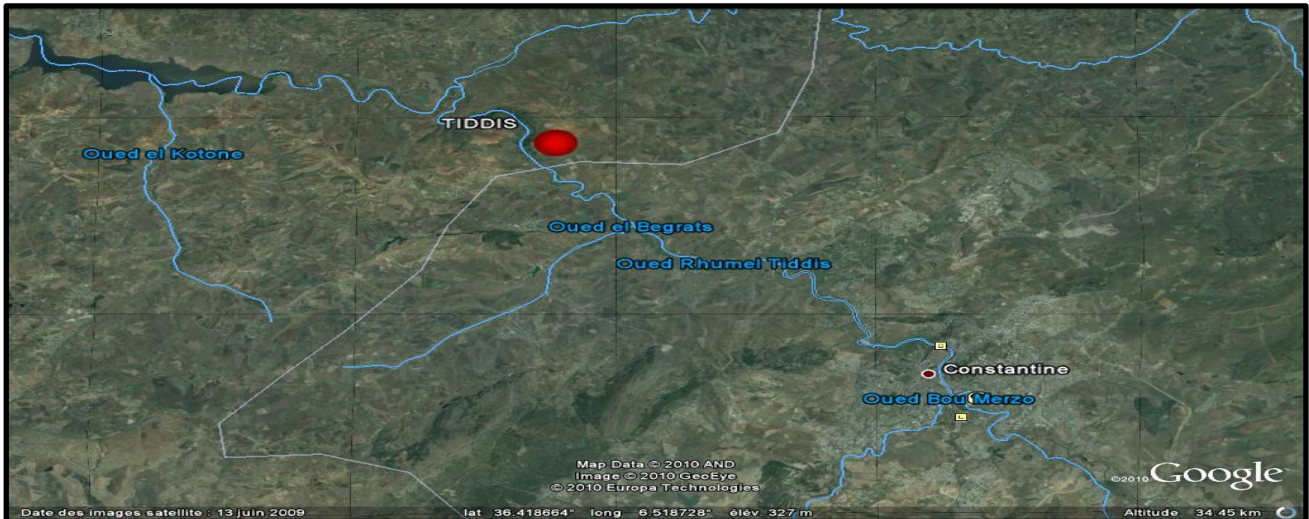 TIDDIS
Oued el Kotone
Oued el Begrats
Oued Rhumel Tiddis
Constantine
Oued Bou Merzo
Map Data © 2010 AND
Image © 2010 GeoEye
© 2010 Europa Technologies
©2010 Google
Date des images satellite : 13 juin 2009 lat 36.418664° long 6.518728° élév. 327 m Altitude 34.45 km